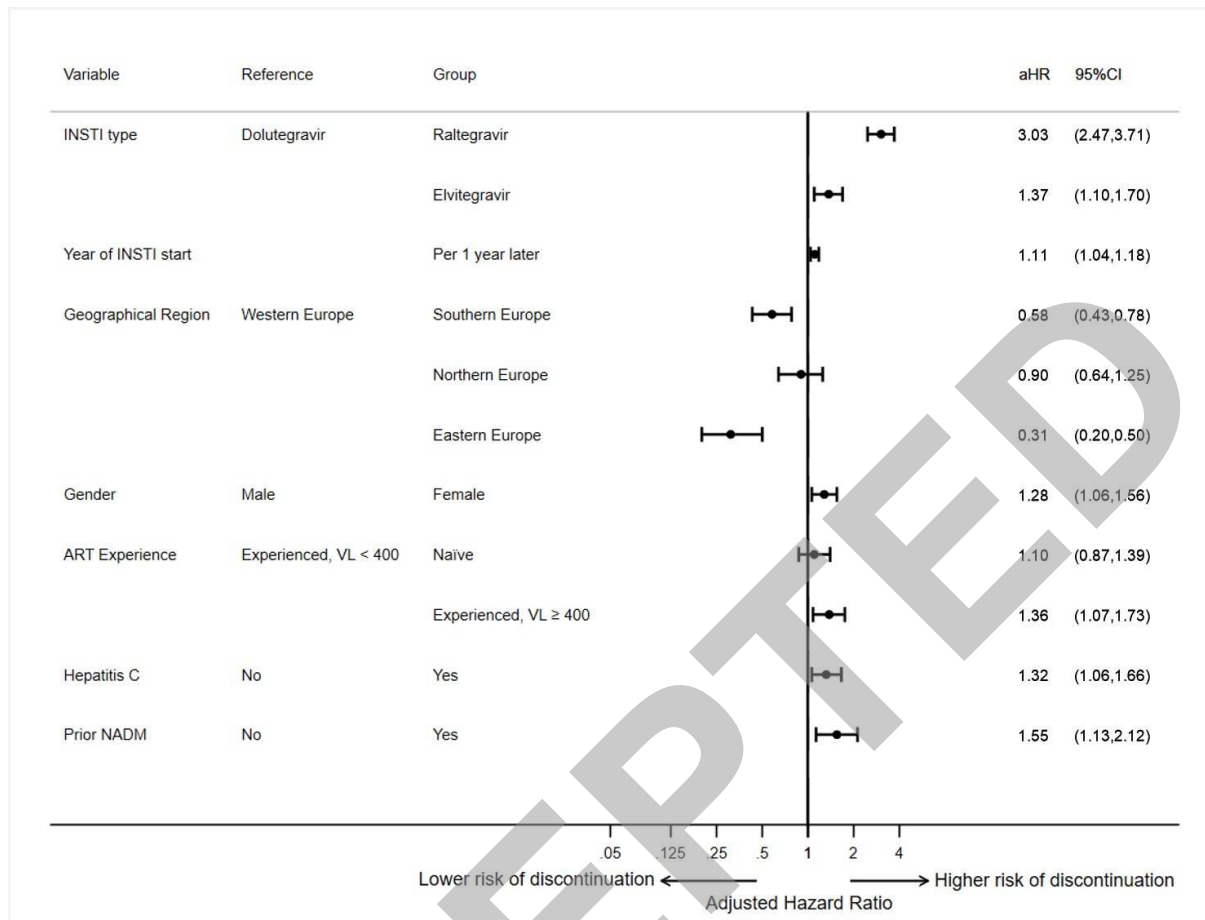 Variable Reference Group aHR 95%CI
INSTI type Dolutegravir Raltegravir 3.03 (2.47,3.71)
Elvitegravir 1.37 (1.10,1.70)
Year of INSTI start Per 1 year later 1.11 (1.04,1.18)
Geographical Region Western Europe Southern Europe 0.58 (0.43,0.78)
Northern Europe 0.90 (0.64,1.25)
Eastern Europe 0.31 (0.20,0.50)
Gender Male Female 1.28 (1.06,1.56)
ART Experience Experienced, VL < 400 Naïve 1.10 (0.87,1.39)
Experienced, VL ≥ 400 1.36 (1.07,1.73)
Hepatitis C No Yes 1.32 (1.06,1.66)
Prior NADM No Yes 1.55 (1.13,2.12)
.05 .125 .25 .5 1 2 4
Lower risk of discontinuation Higher risk of discontinuation
Adjusted Hazard Ratio
EPTED